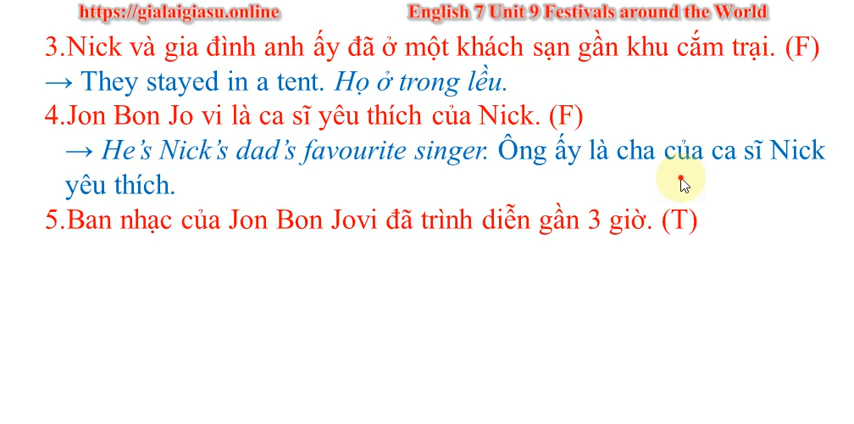 https://gialaigiasu.online English 7 Unit 9 Festivals around the World
3.Nick và gia đình anh ấy đã ở một khách sạn gần khu cắm trại. (F)
→ They stayed in a tent. Họ ở trong lều.
4.Jon Bon Jo vi là ca sĩ yêu thích của Nick. (F)
→ He’s Nick’s dad’s favourite singer. Ông ấy là cha của ca sĩ Nick
yêu thích.
5.Ban nhạc của Jon Bon Jovi đã trình diễn gần 3 giờ. (T)